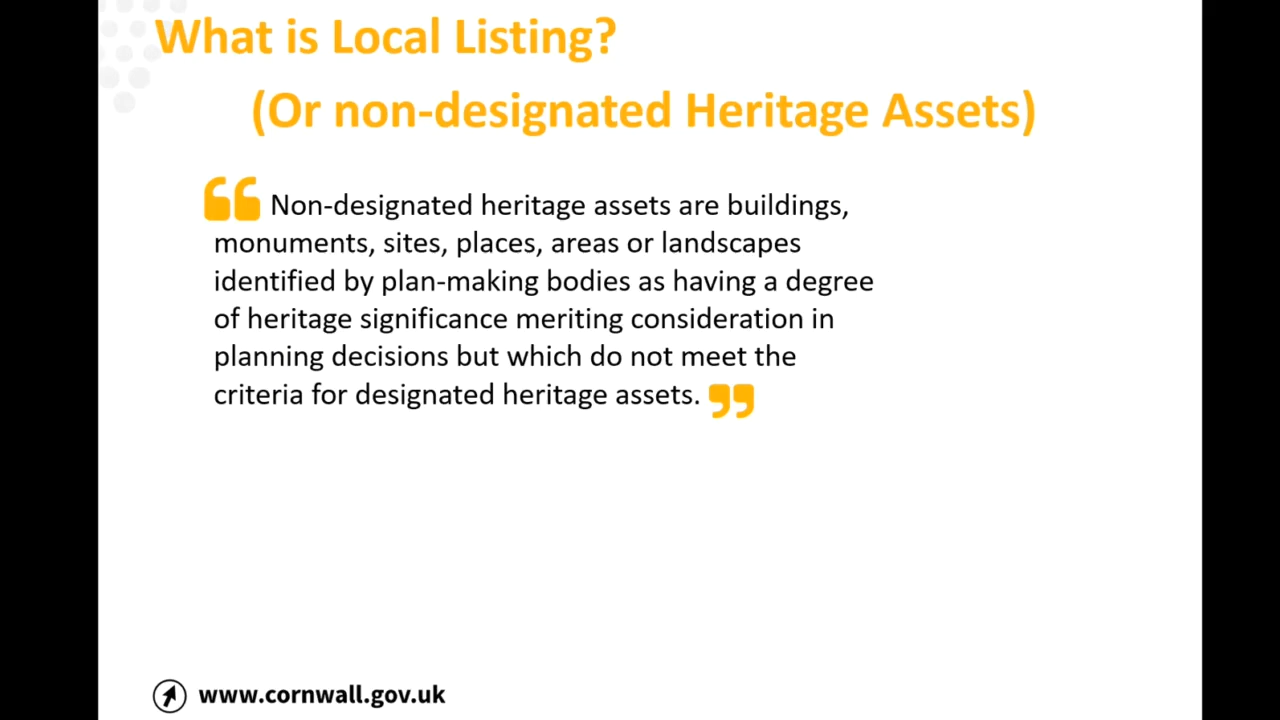 What is Local Listing?
(Or non-designated Heritage Assets)
“ Non-designated heritage assets are buildings,
monuments, sites, places, areas or landscapes
identified by plan-making bodies as having a degree
of heritage significance meriting consideration in
planning decisions but which do not meet the
criteria for designated heritage assets. ”
www.cornwall.gov.uk